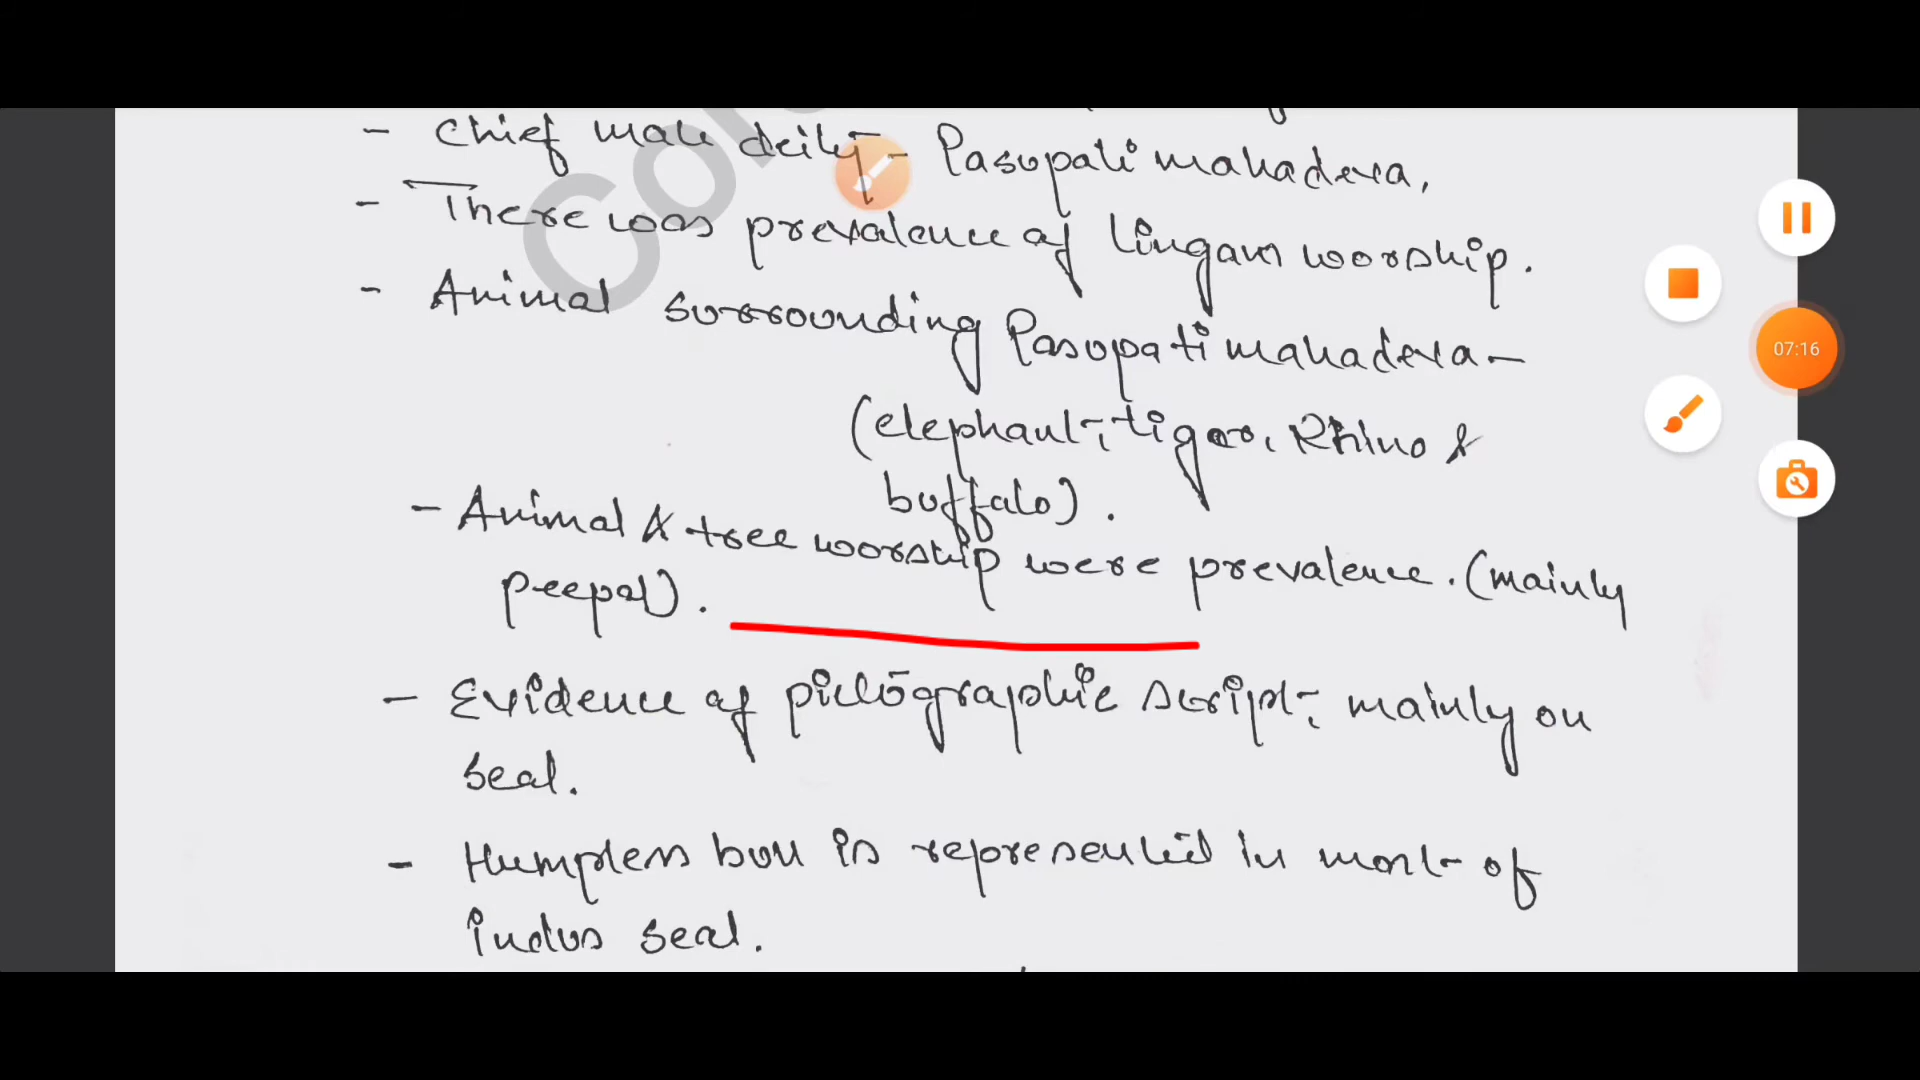 - Chief male deity - Pasupati mahadeva,
- There was prevalence of lingam worship.
- Animal surrounding Pasupati mahadeva -
(elephant, tiger, Rhino &
buffalo).
- Animal & tree worship were prevalence. (mainly
peepal).
- Evidence of pictographic script, mainly on
seal.
- Humpless bull is represented in most of
indus seal.
07:16